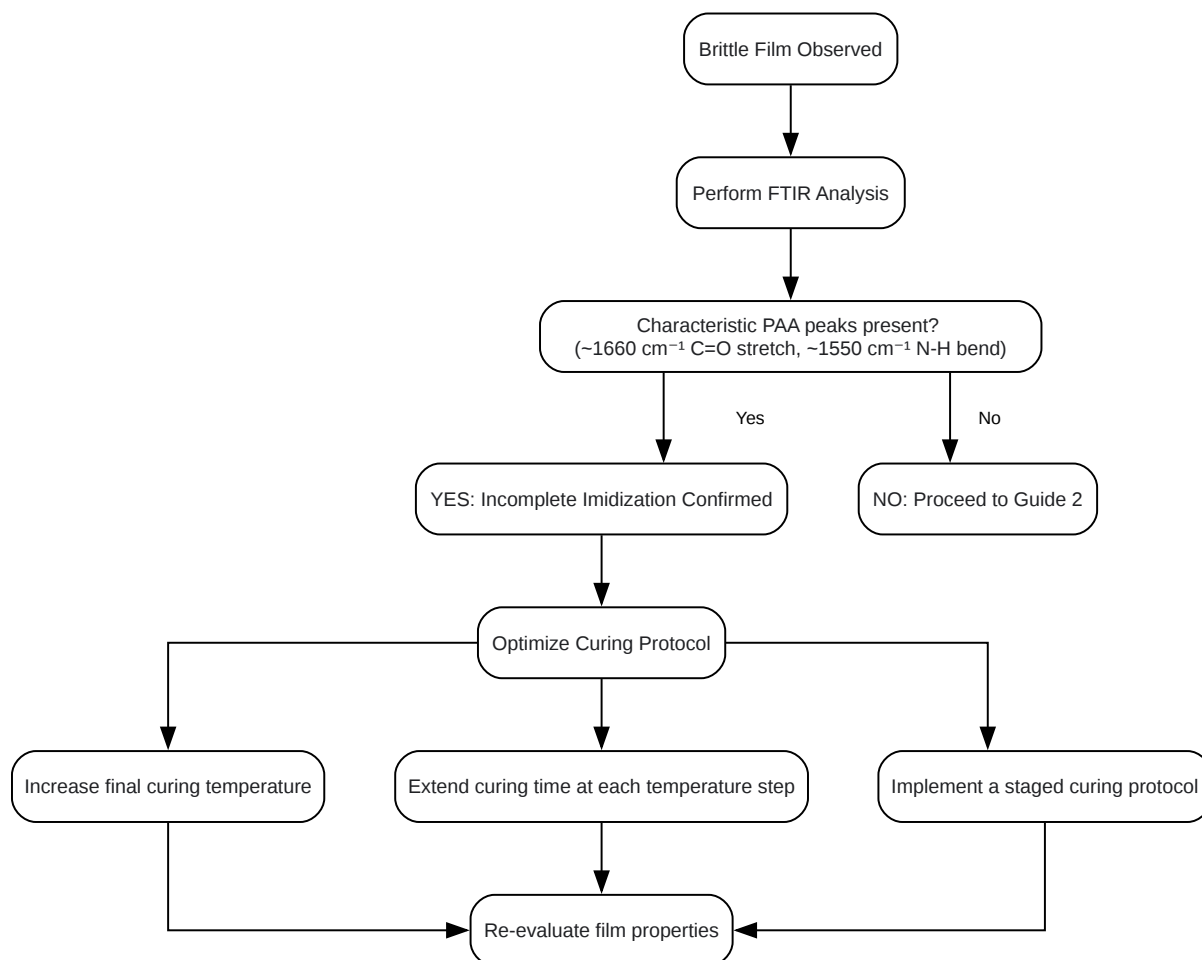 Brittle Film Observed
Perform FTIR Analysis
Characteristic PAA peaks present?
(~1660 cm⁻¹ C=O stretch, ~1550 cm⁻¹ N-H bend)
Yes
No
YES: Incomplete Imidization Confirmed
NO: Proceed to Guide 2
Optimize Curing Protocol
Increase final curing temperature
Extend curing time at each temperature step
Implement a staged curing protocol
Re-evaluate film properties